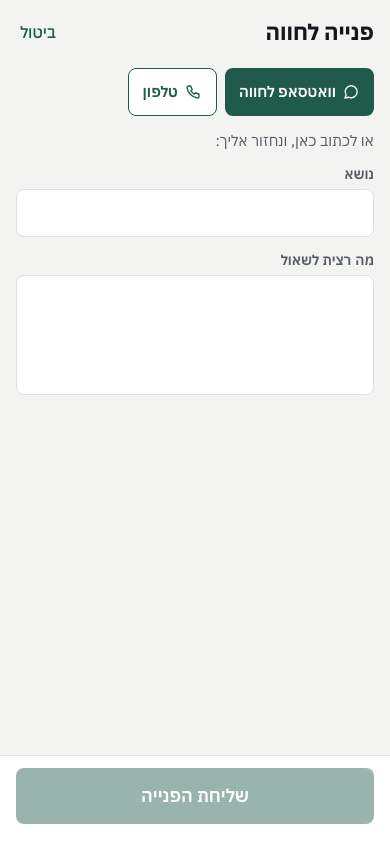 פנייה לחווה
ביטול
וואטסאפ לחווה
טלפון
או לכתוב כאן, ונחזור אליך:
נושא
מה רצית לשאול
שליחת הפנייה